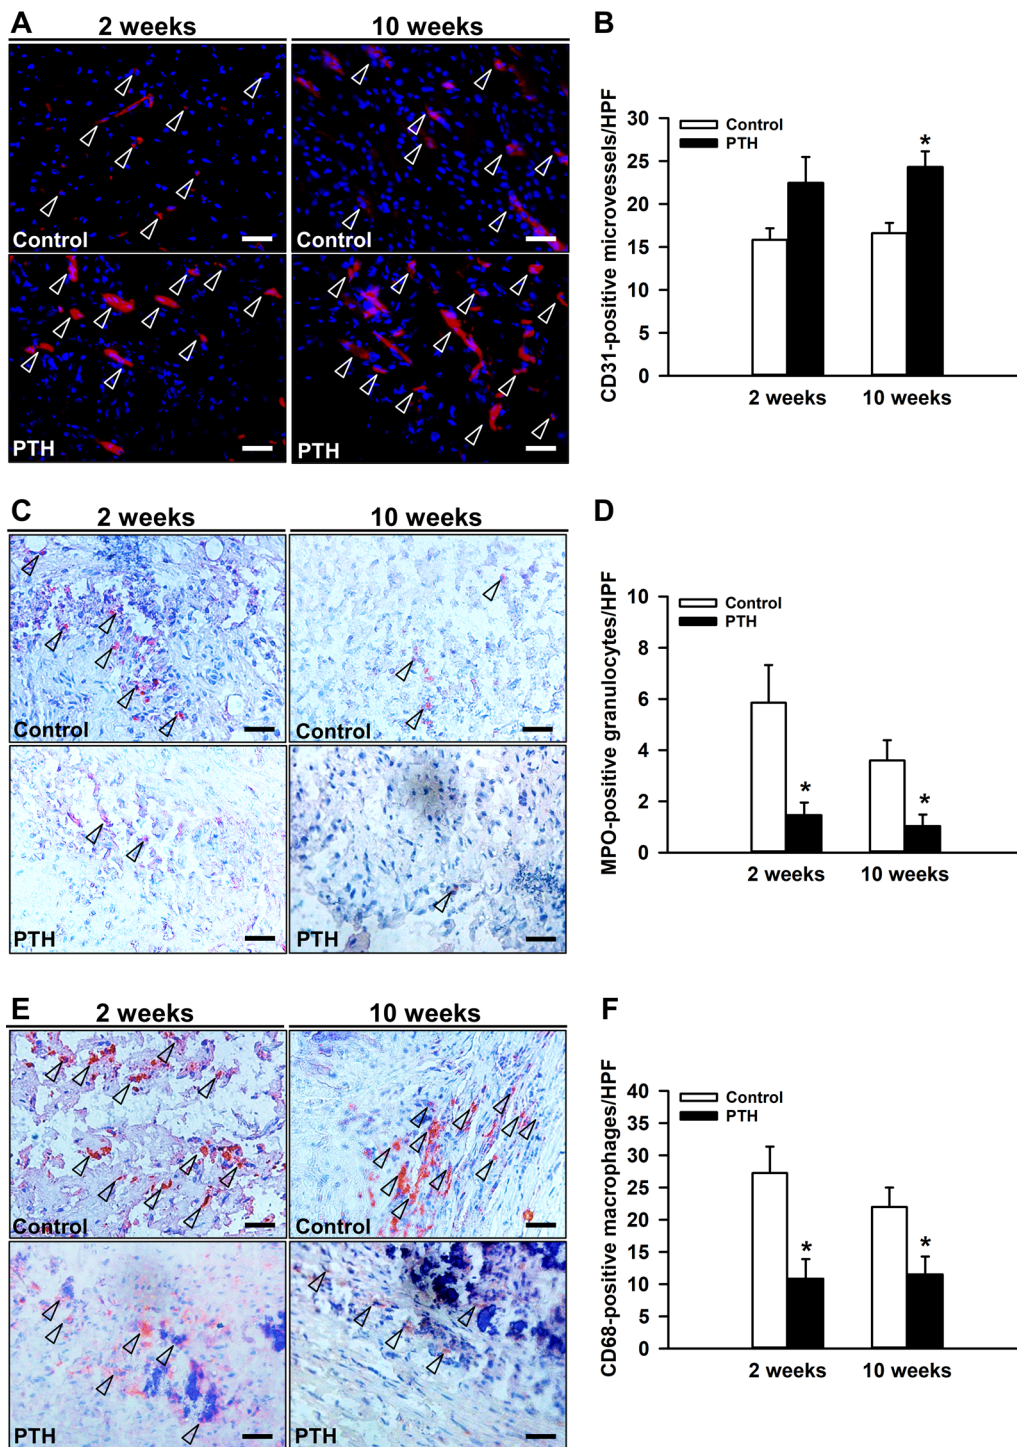 A
2 weeks
10 weeks
Control
PTH
Control
PTH
B
CD31-positive microvessels/HPF
30
25
20
15
10
5
0
Control
PTH
*
2 weeks
10 weeks
C
2 weeks
10 weeks
Control
Control
PTH
PTH
D
MPO-positive granulocytes/HPF
10
8
6
4
2
0
Control
PTH
*
*
2 weeks
10 weeks
E
2 weeks
10 weeks
Control
Control
PTH
PTH
F
CD68-positive macrophages/HPF
40
35
30
25
20
15
10
5
0
Control
PTH
*
*
2 weeks
10 weeks